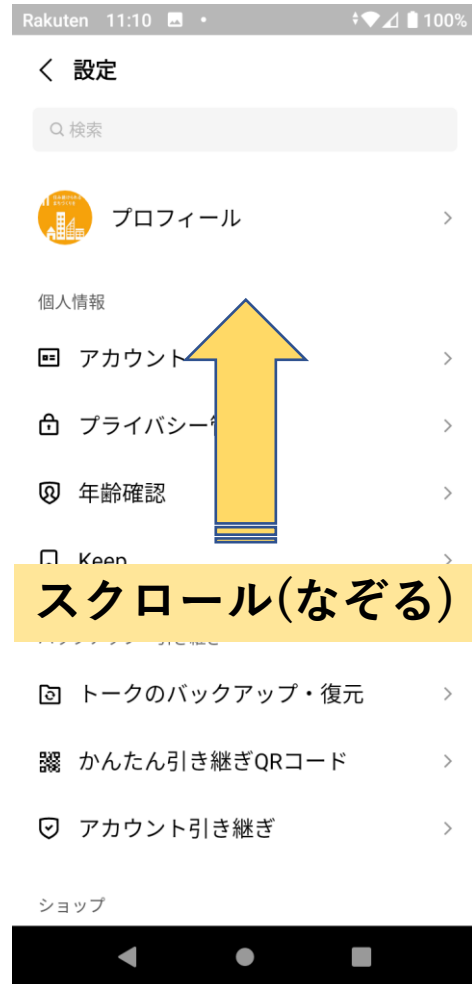 Rakuten 11:10 100%
設定
検索
プロフィール
個人情報
アカウント
プライバシー
年齢確認
Keep
スクロール(なぞる)
トークのバックアップ・復元
かんたん引き継ぎQRコード
アカウント引き継ぎ
ショップ